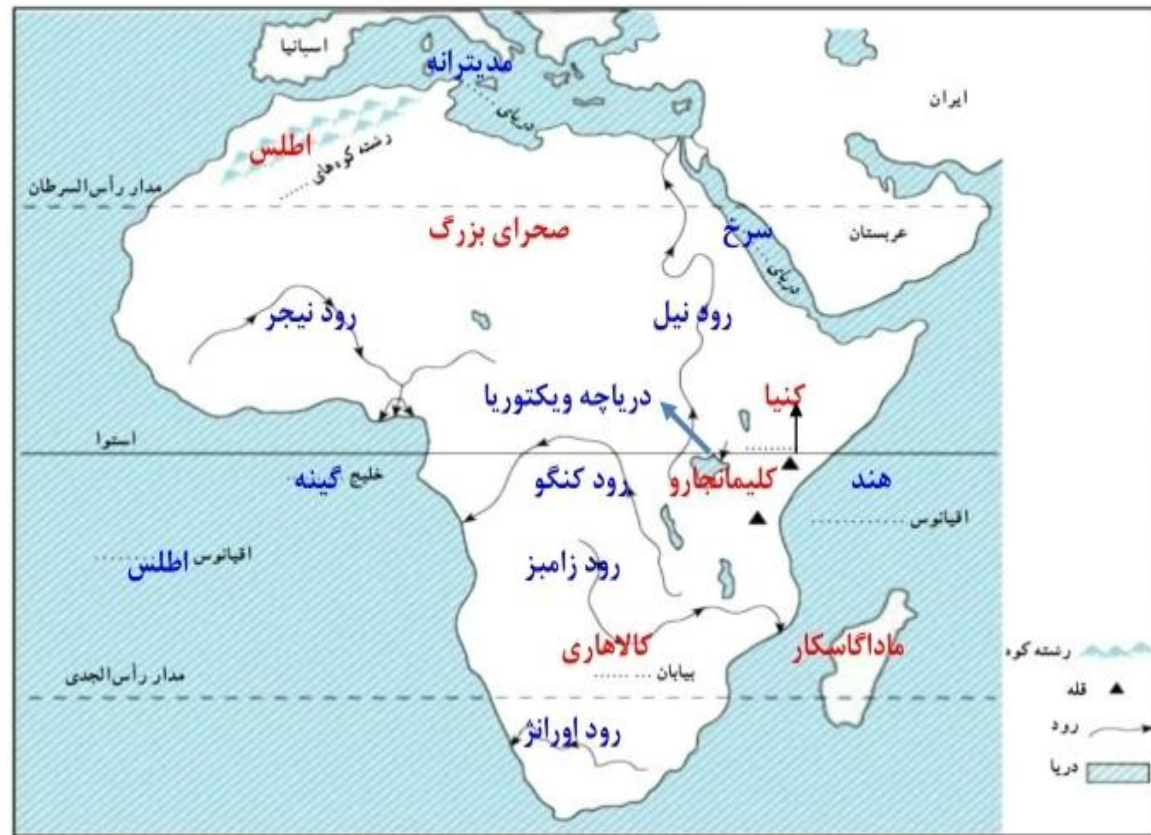 اسپانیا
مدیترانه
دریای ........
ایران
اطلس
رشته کوه‌های ......
مدار رأس‌السرطان
صحرای بزرگ
سرخ
دریای ......
عربستان
رود نیجر
رود نیل
دریاچه ویکتوریا
کنیا
استوا
..........
خلیج گینه
رود کنگو
کلیمانجارو
هند
اقیانوس ............
اقیانوس اطلس
رود زامبز
کالاهاری
بیابان ... ......
ماداگاسکار
مدار رأس‌الجدی
رود اورانژ
رشته کوه
قله
رود
دریا